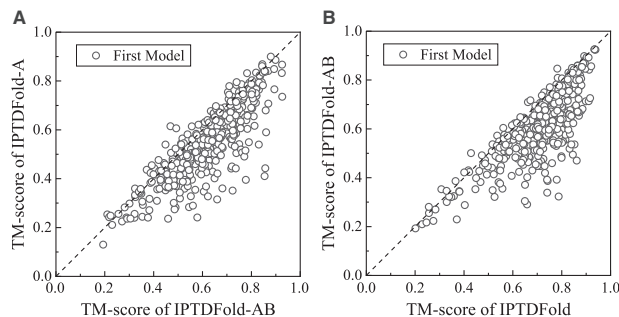 A
TM-sccore of IPTDFold-A
1.0
0.8
0.6
0.4
0.2
0.0
First Model
0.0 0.2 0.4 0.6 0.8 1.0
TM-score of IPTDFold-AB
B
TM-score of IPTDFold-AB
1.0
0.8
0.6
0.4
0.2
0.0
First Model
0.0 0.2 0.4 0.6 0.8 1.0
TM-score of IPTDFold